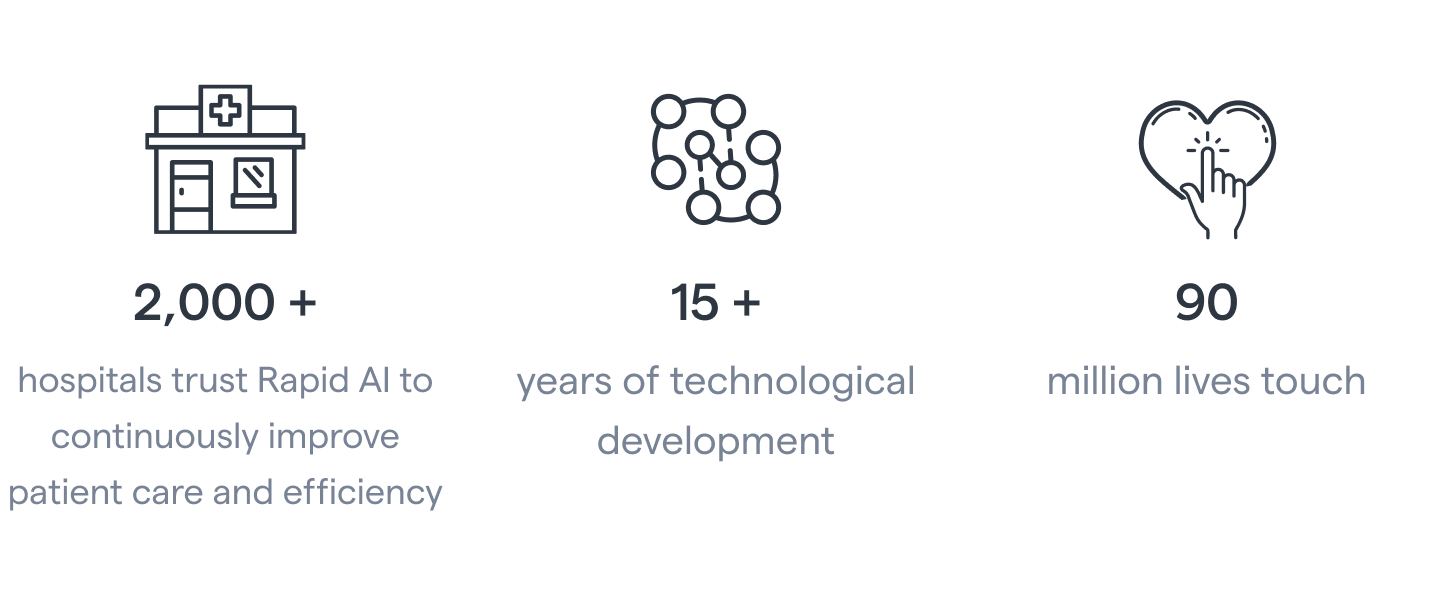 2,000 +
hospitals trust Rapid AI to
continuously improve
patient care and efficiency
15 +
years of technological
development
90
million lives touch